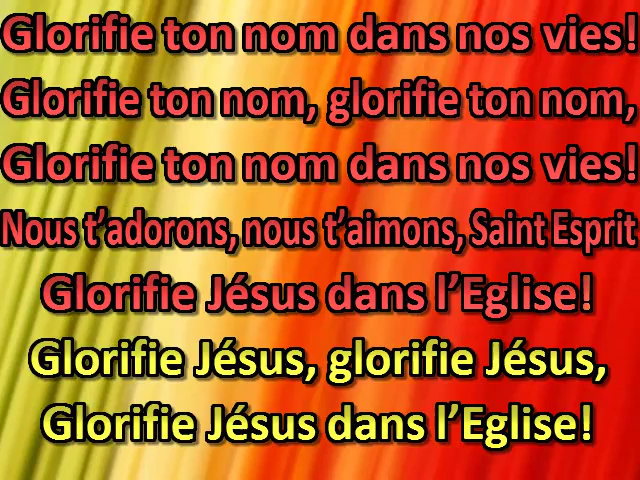 Glorifie ton nom dans nos vies!
Glorifie ton nom, glorifie ton nom,
Glorifie ton nom dans nos vies!
Nous t’adorons, nous t’aimons, Saint Esprit
Glorifie Jésus dans l’Eglise!
Glorifie Jésus, glorifie Jésus,
Glorifie Jésus dans l’Eglise!